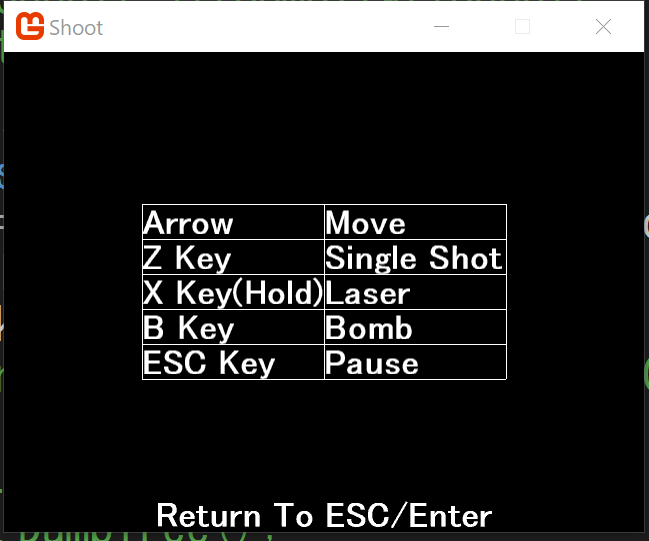 Shoot
Arrow Move
Z Key Single Shot
X Key(Hold) Laser
B Key Bomb
ESC Key Pause
Return To ESC/Enter